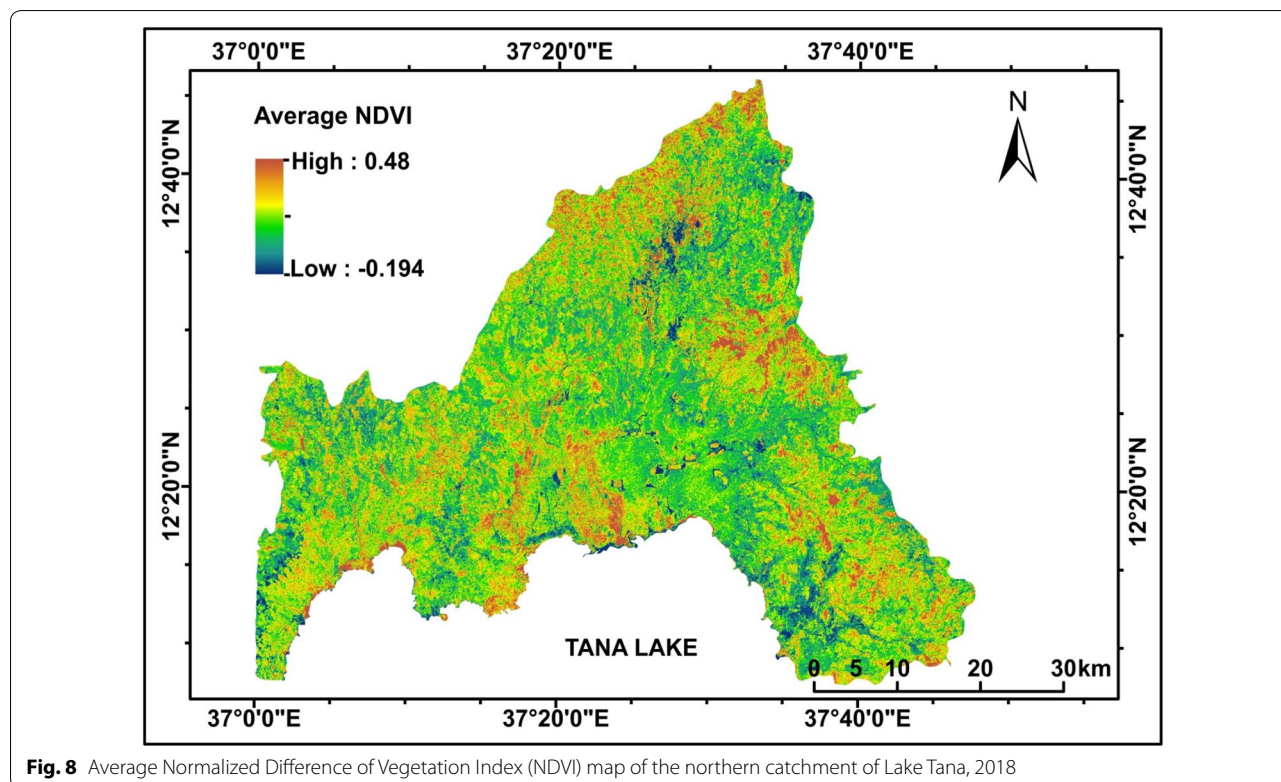 37°0'0"E 37°20'0"E 37°40'0"E
Average NDVI
High : 0.48
Low : -0.194
N
12°40'0"N 12°40'0"N
12°20'0"N 12°20'0"N
TANA LAKE
0 5 10 20 30km
37°0'0"E 37°20'0"E 37°40'0"E
Fig. 8 Average Normalized Difference of Vegetation Index (NDVI) map of the northern catchment of Lake Tana, 2018